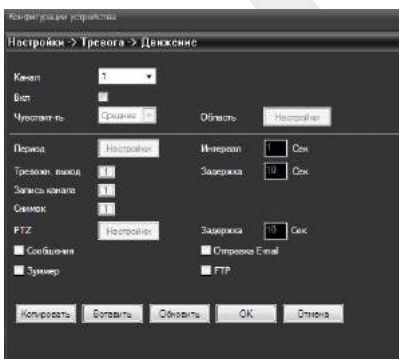 Конфигурации устройства
Настройки -> Тревога -> Движение
Канал 1
Вкл
Чувствит-ть Среднее Область Настройки
Период Настройки Интервал 1 Сек
Тревожн. выход 1 Задержка 10 Сек
Запись канала 1
Снимок 1
PTZ Настройки Задержка 10 Сек
Сообщения Отправка E-mail
Зуммер FTP
Копировать Вставить Обновить OK Отмена